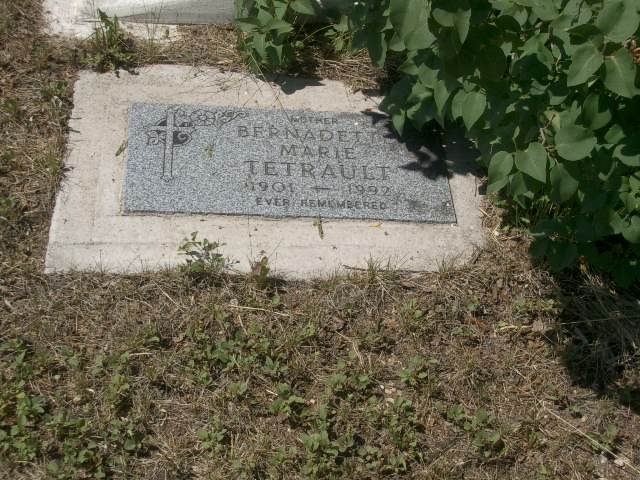 MOTHER
BERNADETTE
MARIE
TETRAULT
1901 — 1992
EVER REMEMBERED